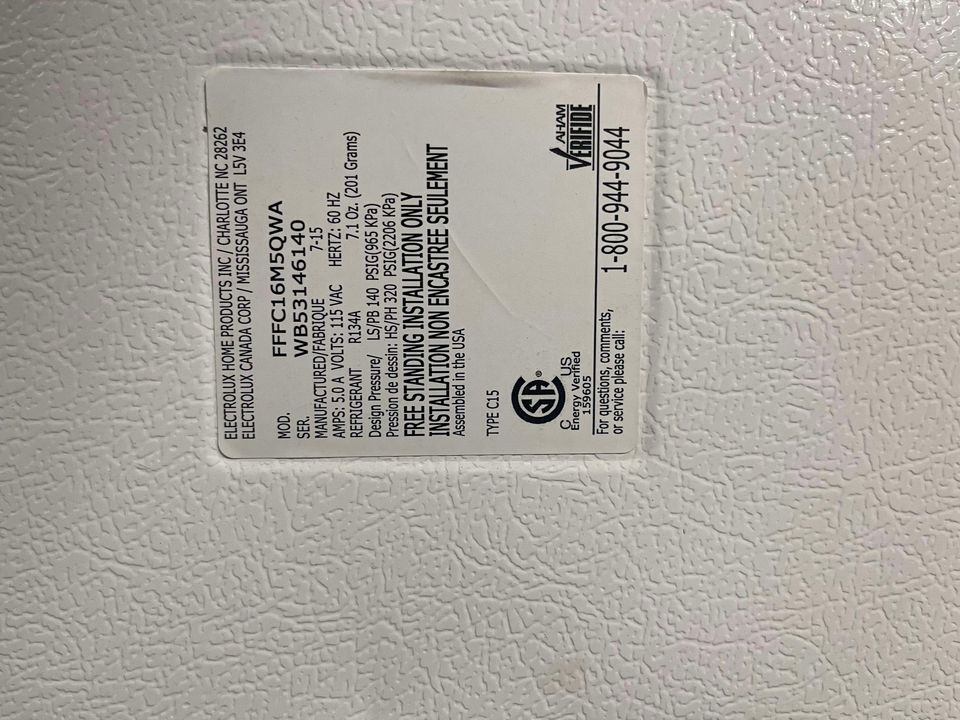 ELECTROLUX HOME PRODUCTS INC / CHARLOTTE NC 28262
ELECTROLUX CANADA CORP / MISSISSAUGA ONT L5V 3E4
MOD. FFFC16M5QWA
SER. WB53146140
MANUFACTURED/FABRIQUE 7-15
AMPS: 5.0 A VOLTS: 115 VAC HERTZ: 60 HZ
REFRIGERANT R134A 7.1 Oz. (201 Grams)
Design Pressure/ LS/PB 140 PSIG(965 KPa)
Pression de dessin: HS/PH 320 PSIG(2206 KPa)
FREE STANDING INSTALLATION ONLY
INSTALLATION NON ENCASTREE SEULEMENT
Assembled in the USA
TYPE C15
SA ®
C US
Energy Verified
159605
AHAM
VERIFIDE
For questions, comments,
or service please call: 1-800-944-9044